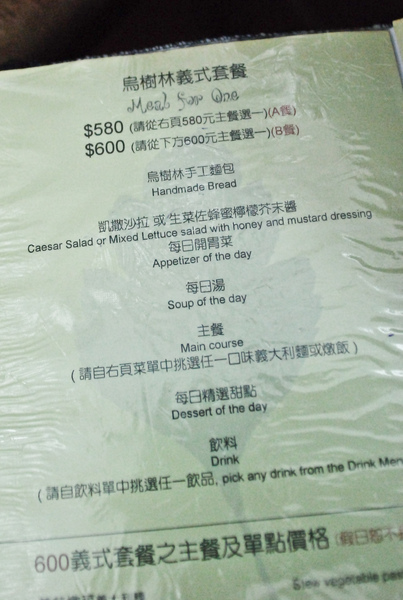 烏樹林義式套餐
Meal for One
$580 (請從右頁580元主餐選一)(A餐)
$600 (請從下方600元主餐選一)(B餐)
烏樹林手工麵包
Handmade Bread
凱撒沙拉 或 生菜佐蜂蜜檸檬芥末醬
Caesar Salad or Mixed Lettuce salad with honey and mustard dressing
每日開胃菜
Appetizer of the day
每日湯
Soup of the day
主餐
Main course
(請自右頁菜單中挑選任一口味義大利麵或燉飯)
每日精選甜點
Dessert of the day
飲料
Drink
(請自飲料單中挑選任一飲品, pick any drink from the Drink Menu
600義式套餐之主餐及單點價格 (假日暫不
Stew vegetable